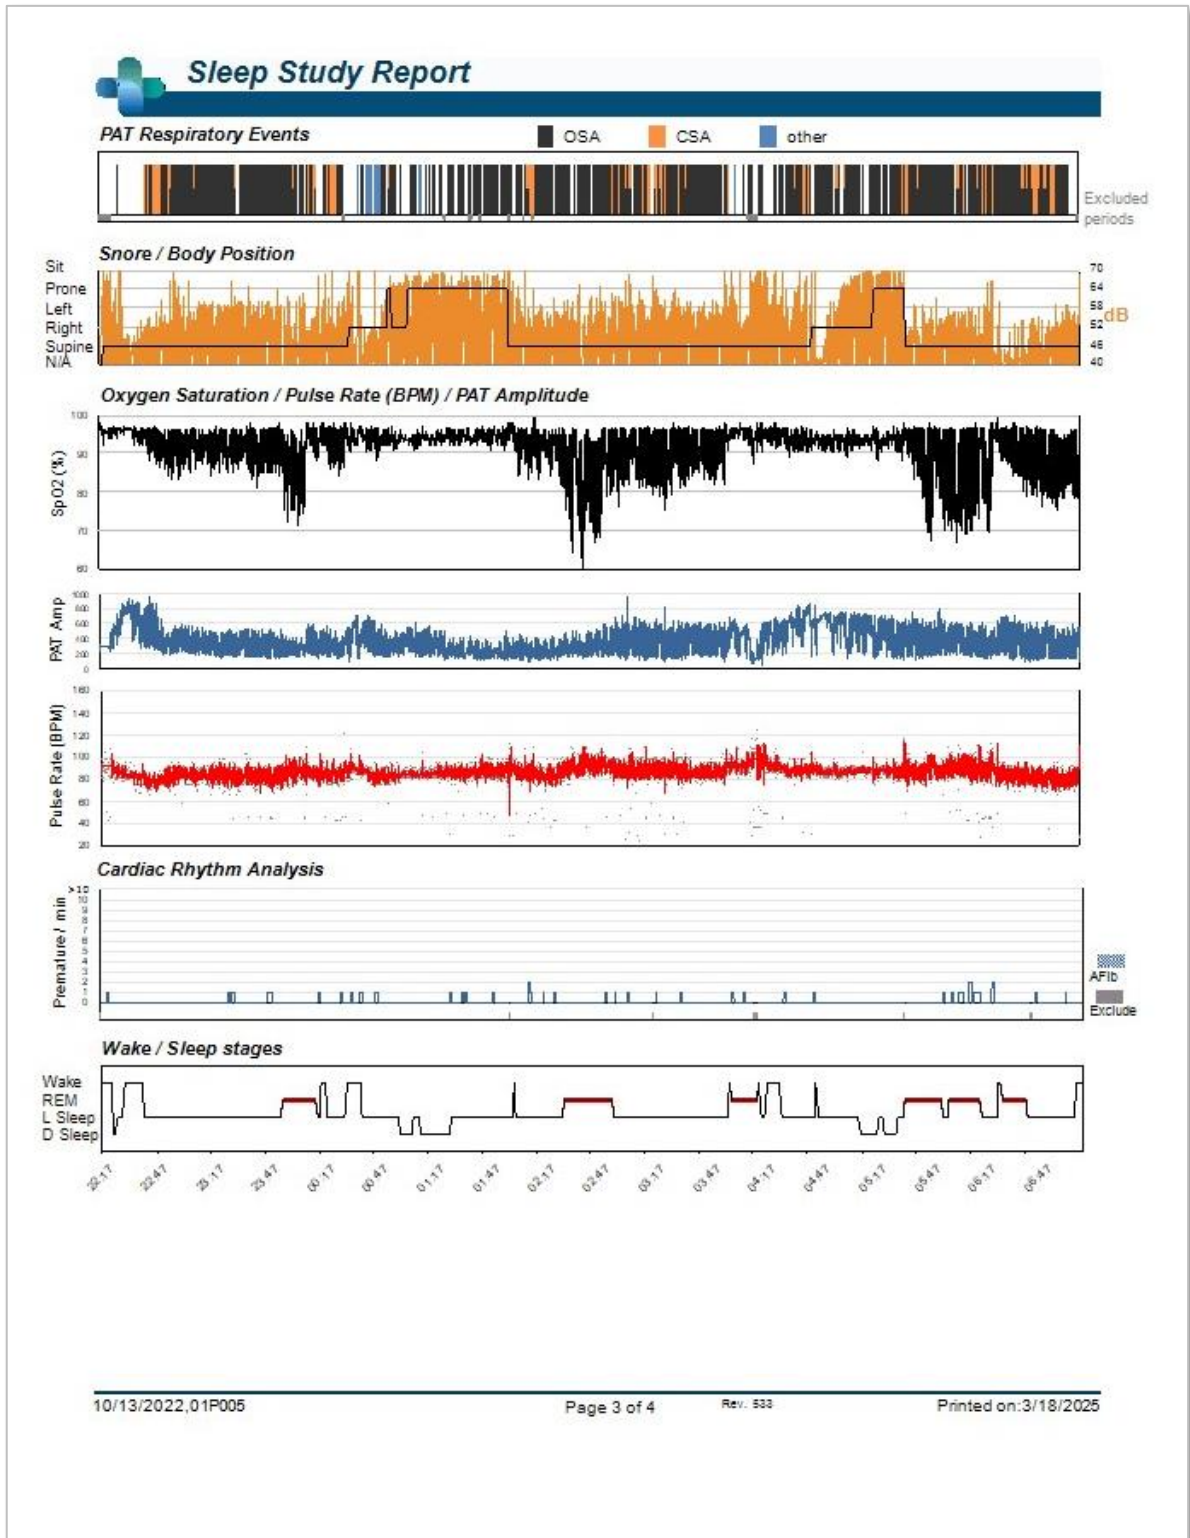 Sleep Study Report
PAT Respiratory Events
OSA CSA other
Excluded periods
Snore / Body Position
Sit
Prone
Left
Right
Supine
N/A
70
64
58
52
46
40
dB
Oxygen Saturation / Pulse Rate (BPM) / PAT Amplitude
SpO2 (%)
100
90
80
70
60
PAT Amp
1000
800
600
400
200
0
Pulse Rate (BPM)
160
140
120
100
80
60
40
20
Cardiac Rhythm Analysis
Premature / min
>10
10
9
8
7
6
5
4
3
2
1
0
AFib
Exclude
Wake / Sleep stages
Wake
REM
L Sleep
D Sleep
22:17 22:47 23:17 23:47 00:17 00:47 01:17 01:47 02:17 02:47 03:17 03:47 04:17 04:47 05:17 05:47 06:17 06:47
10/13/2022,01P005 Page 3 of 4 Rev. 533 Printed on:3/18/2025